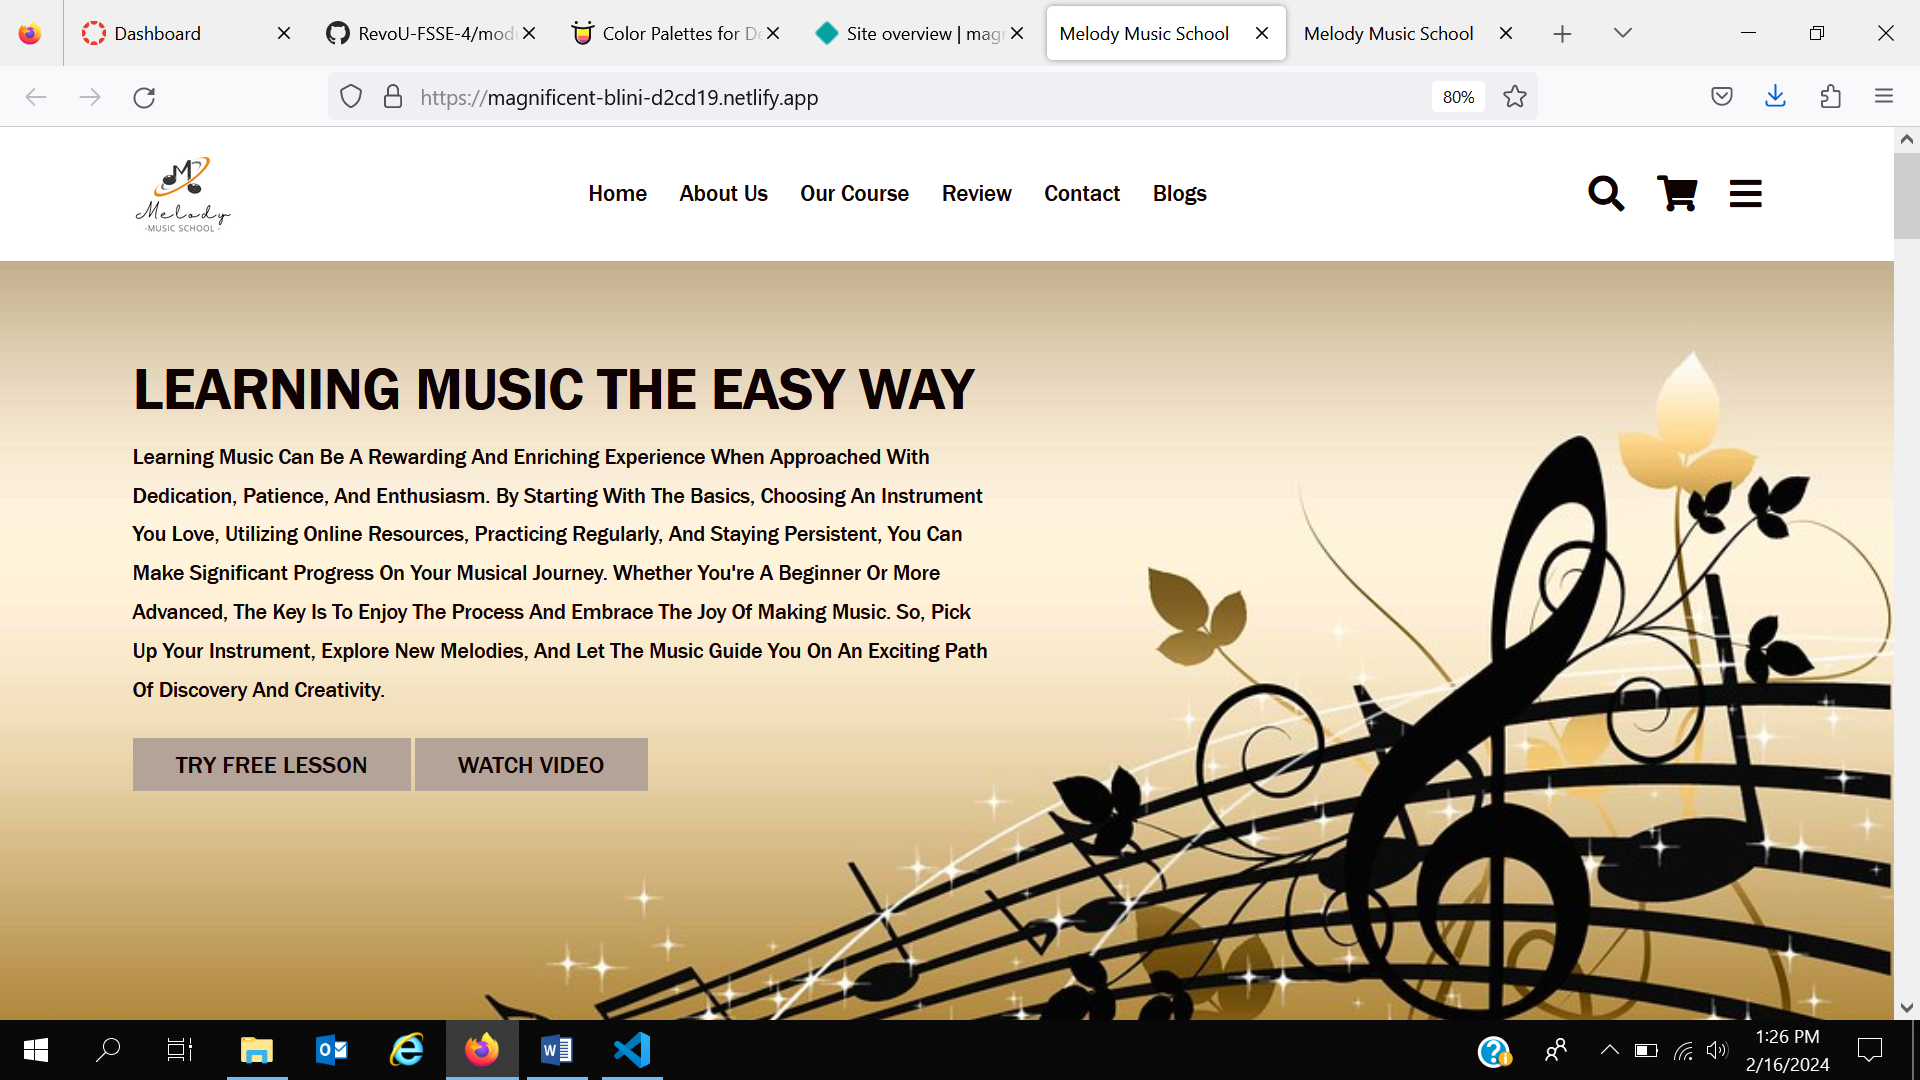 Dashboard
RevoU-FSSE-4/mod
Color Palettes for De
Site overview | magn
Melody Music School
Melody Music School
https://magnificent-blini-d2cd19.netlify.app
80%
M
Melody
-MUSIC SCHOOL -
Home About Us Our Course Review Contact Blogs
LEARNING MUSIC THE EASY WAY
Learning Music Can Be A Rewarding And Enriching Experience When Approached With
Dedication, Patience, And Enthusiasm. By Starting With The Basics, Choosing An Instrument
You Love, Utilizing Online Resources, Practicing Regularly, And Staying Persistent, You Can
Make Significant Progress On Your Musical Journey. Whether You're A Beginner Or More
Advanced, The Key Is To Enjoy The Process And Embrace The Joy Of Making Music. So, Pick
Up Your Instrument, Explore New Melodies, And Let The Music Guide You On An Exciting Path
Of Discovery And Creativity.
TRY FREE LESSON
WATCH VIDEO
1:26 PM
2/16/2024